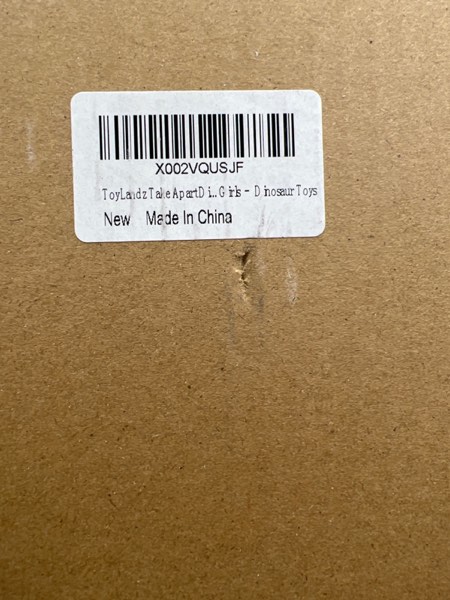 X002VQUSJF
ToyLandz Take Apart Di... Girls - Dinosaur Toys
New Made In China